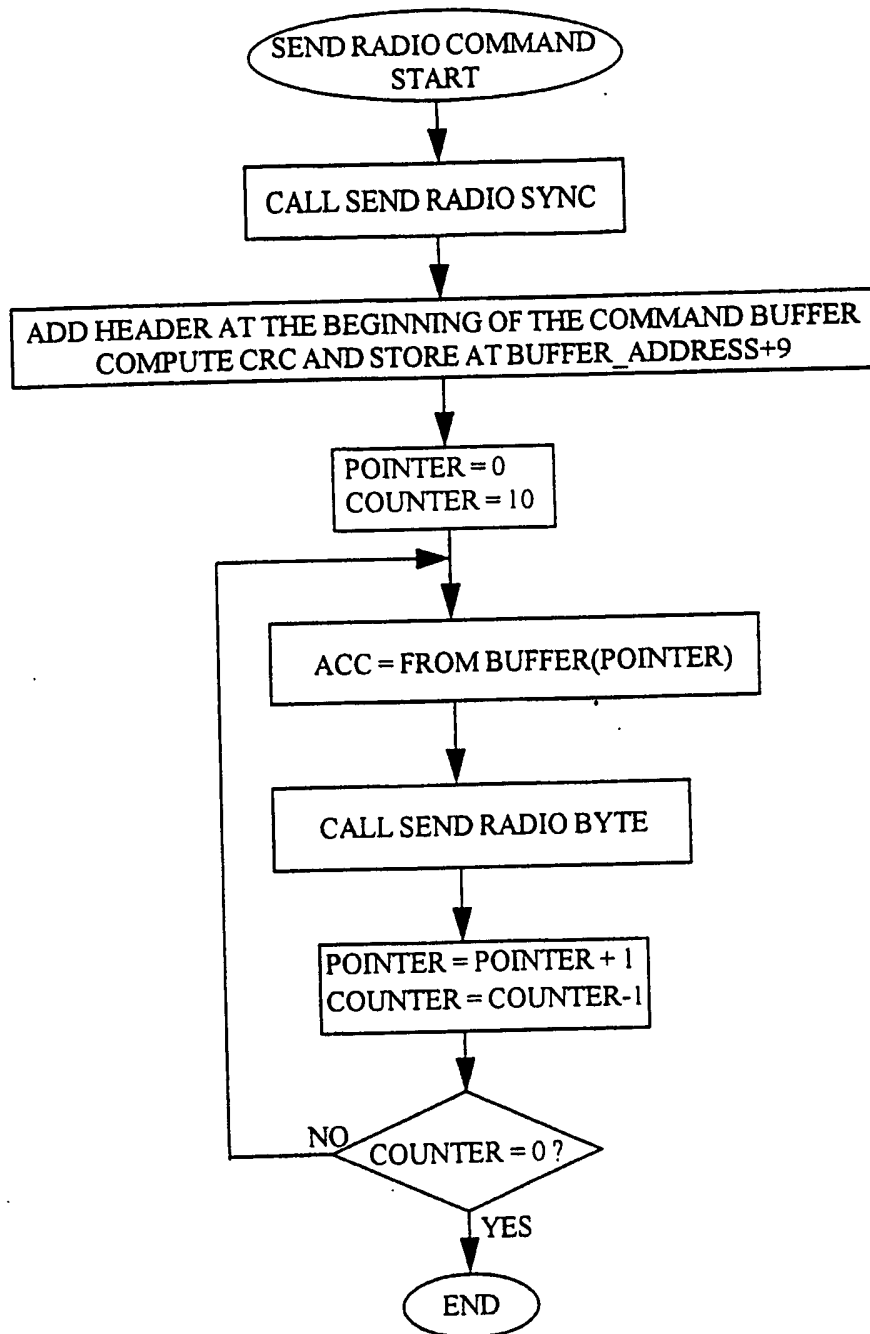 SEND RADIO COMMAND
START
CALL SEND RADIO SYNC
ADD HEADER AT THE BEGINNING OF THE COMMAND BUFFER
COMPUTE CRC AND STORE AT BUFFER_ADDRESS+9
POINTER = 0
COUNTER = 10
ACC = FROM BUFFER(POINTER)
CALL SEND RADIO BYTE
POINTER = POINTER + 1
COUNTER = COUNTER-1
NO
COUNTER = 0 ?
YES
END